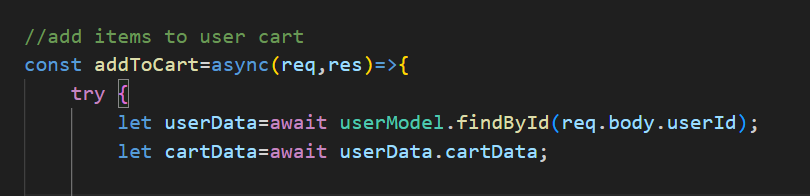 //add items to user cart
const addToCart=async(req,res)=>{
try {
let userData=await userModel.findById(req.body.userId);
let cartData=await userData.cartData;